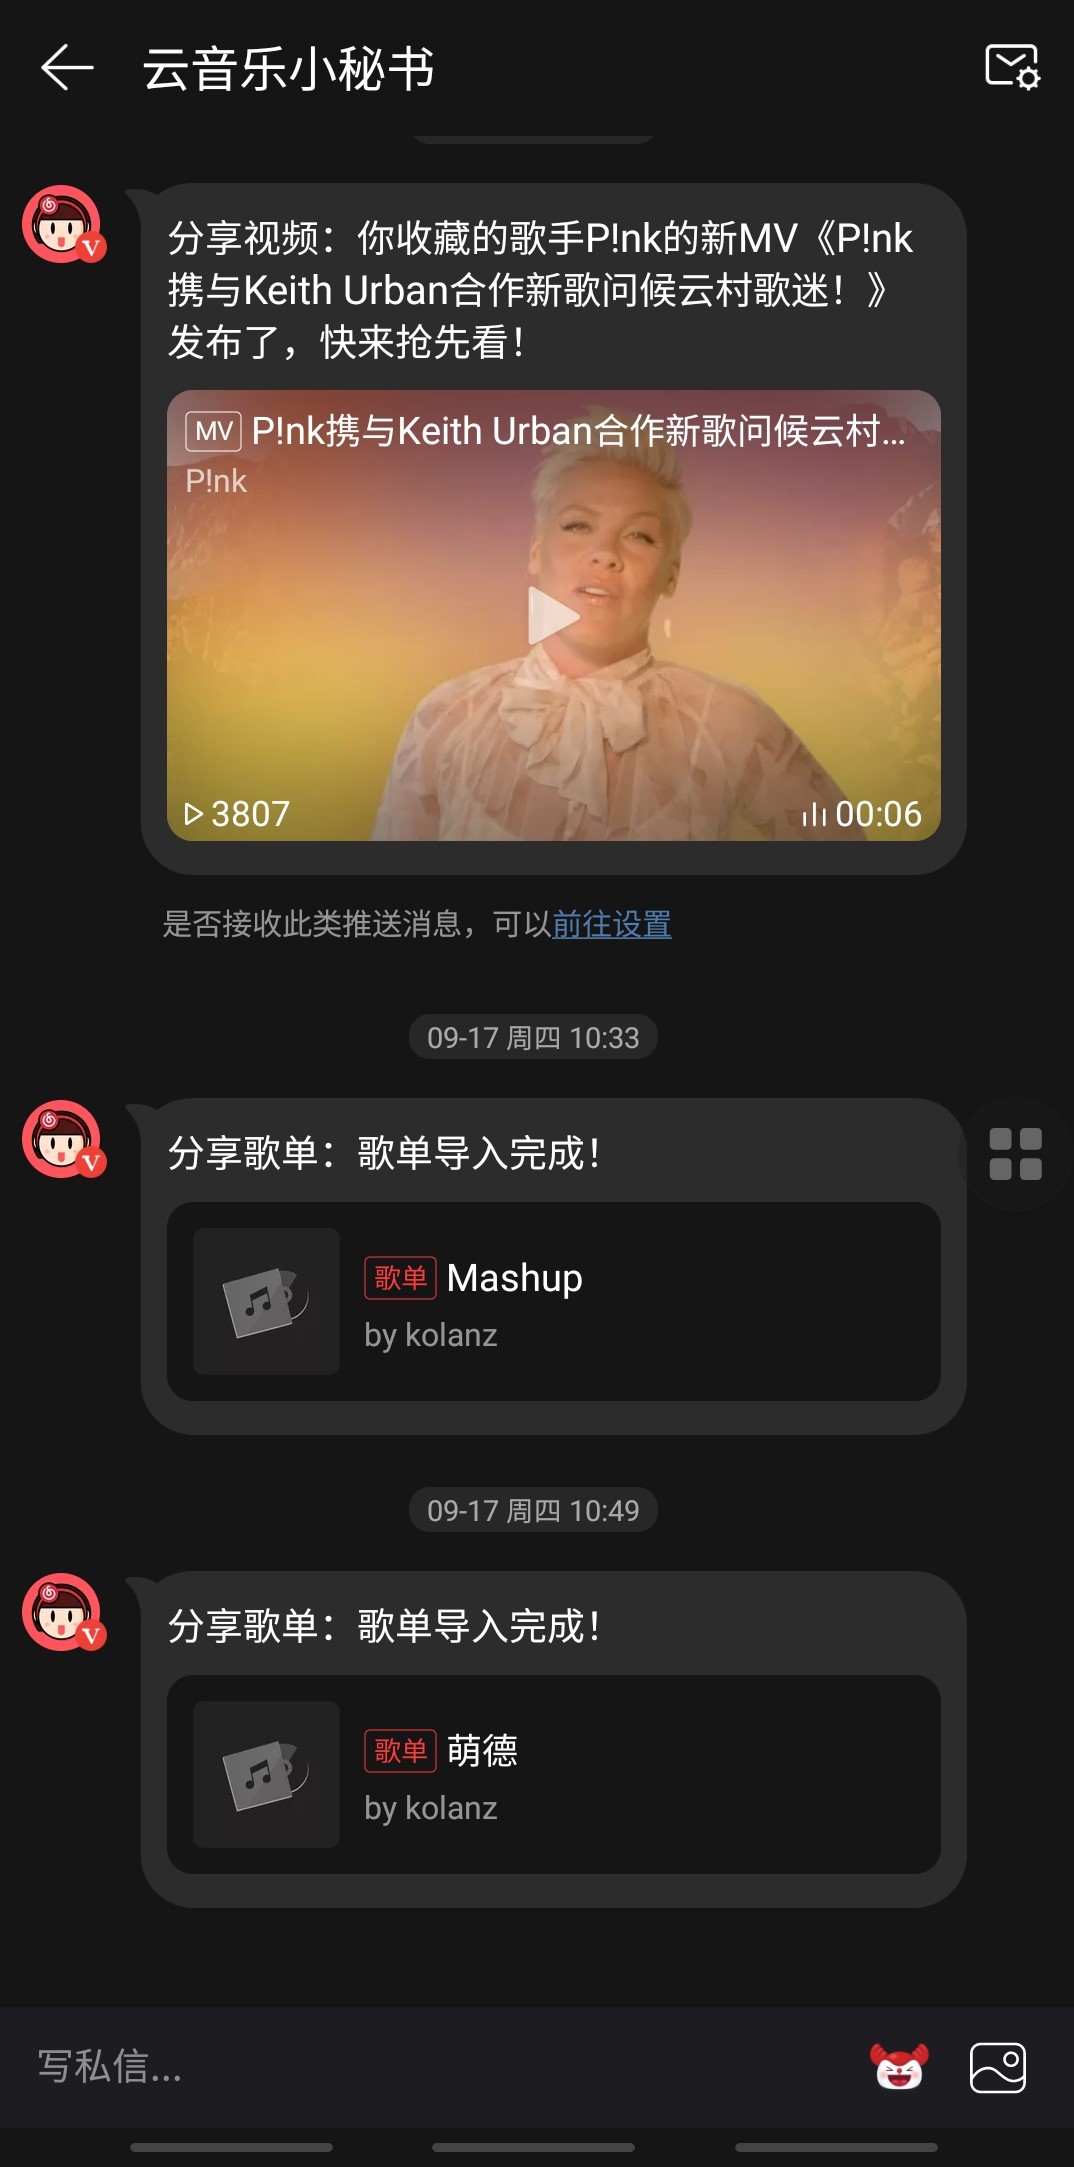 云音乐小秘书
分享视频：你收藏的歌手P!nk的新MV《P!nk
携与Keith Urban合作新歌问候云村歌迷！》
发布了，快来抢先看！
MV P!nk携与Keith Urban合作新歌问候云村...
P!nk
3807
00:06
是否接收此类推送消息，可以前往设置
09-17 周四 10:33
V
分享歌单：歌单导入完成！
歌单 Mashup
by kolanz
09-17 周四 10:49
V
分享歌单：歌单导入完成！
歌单 萌德
by kolanz
写私信...